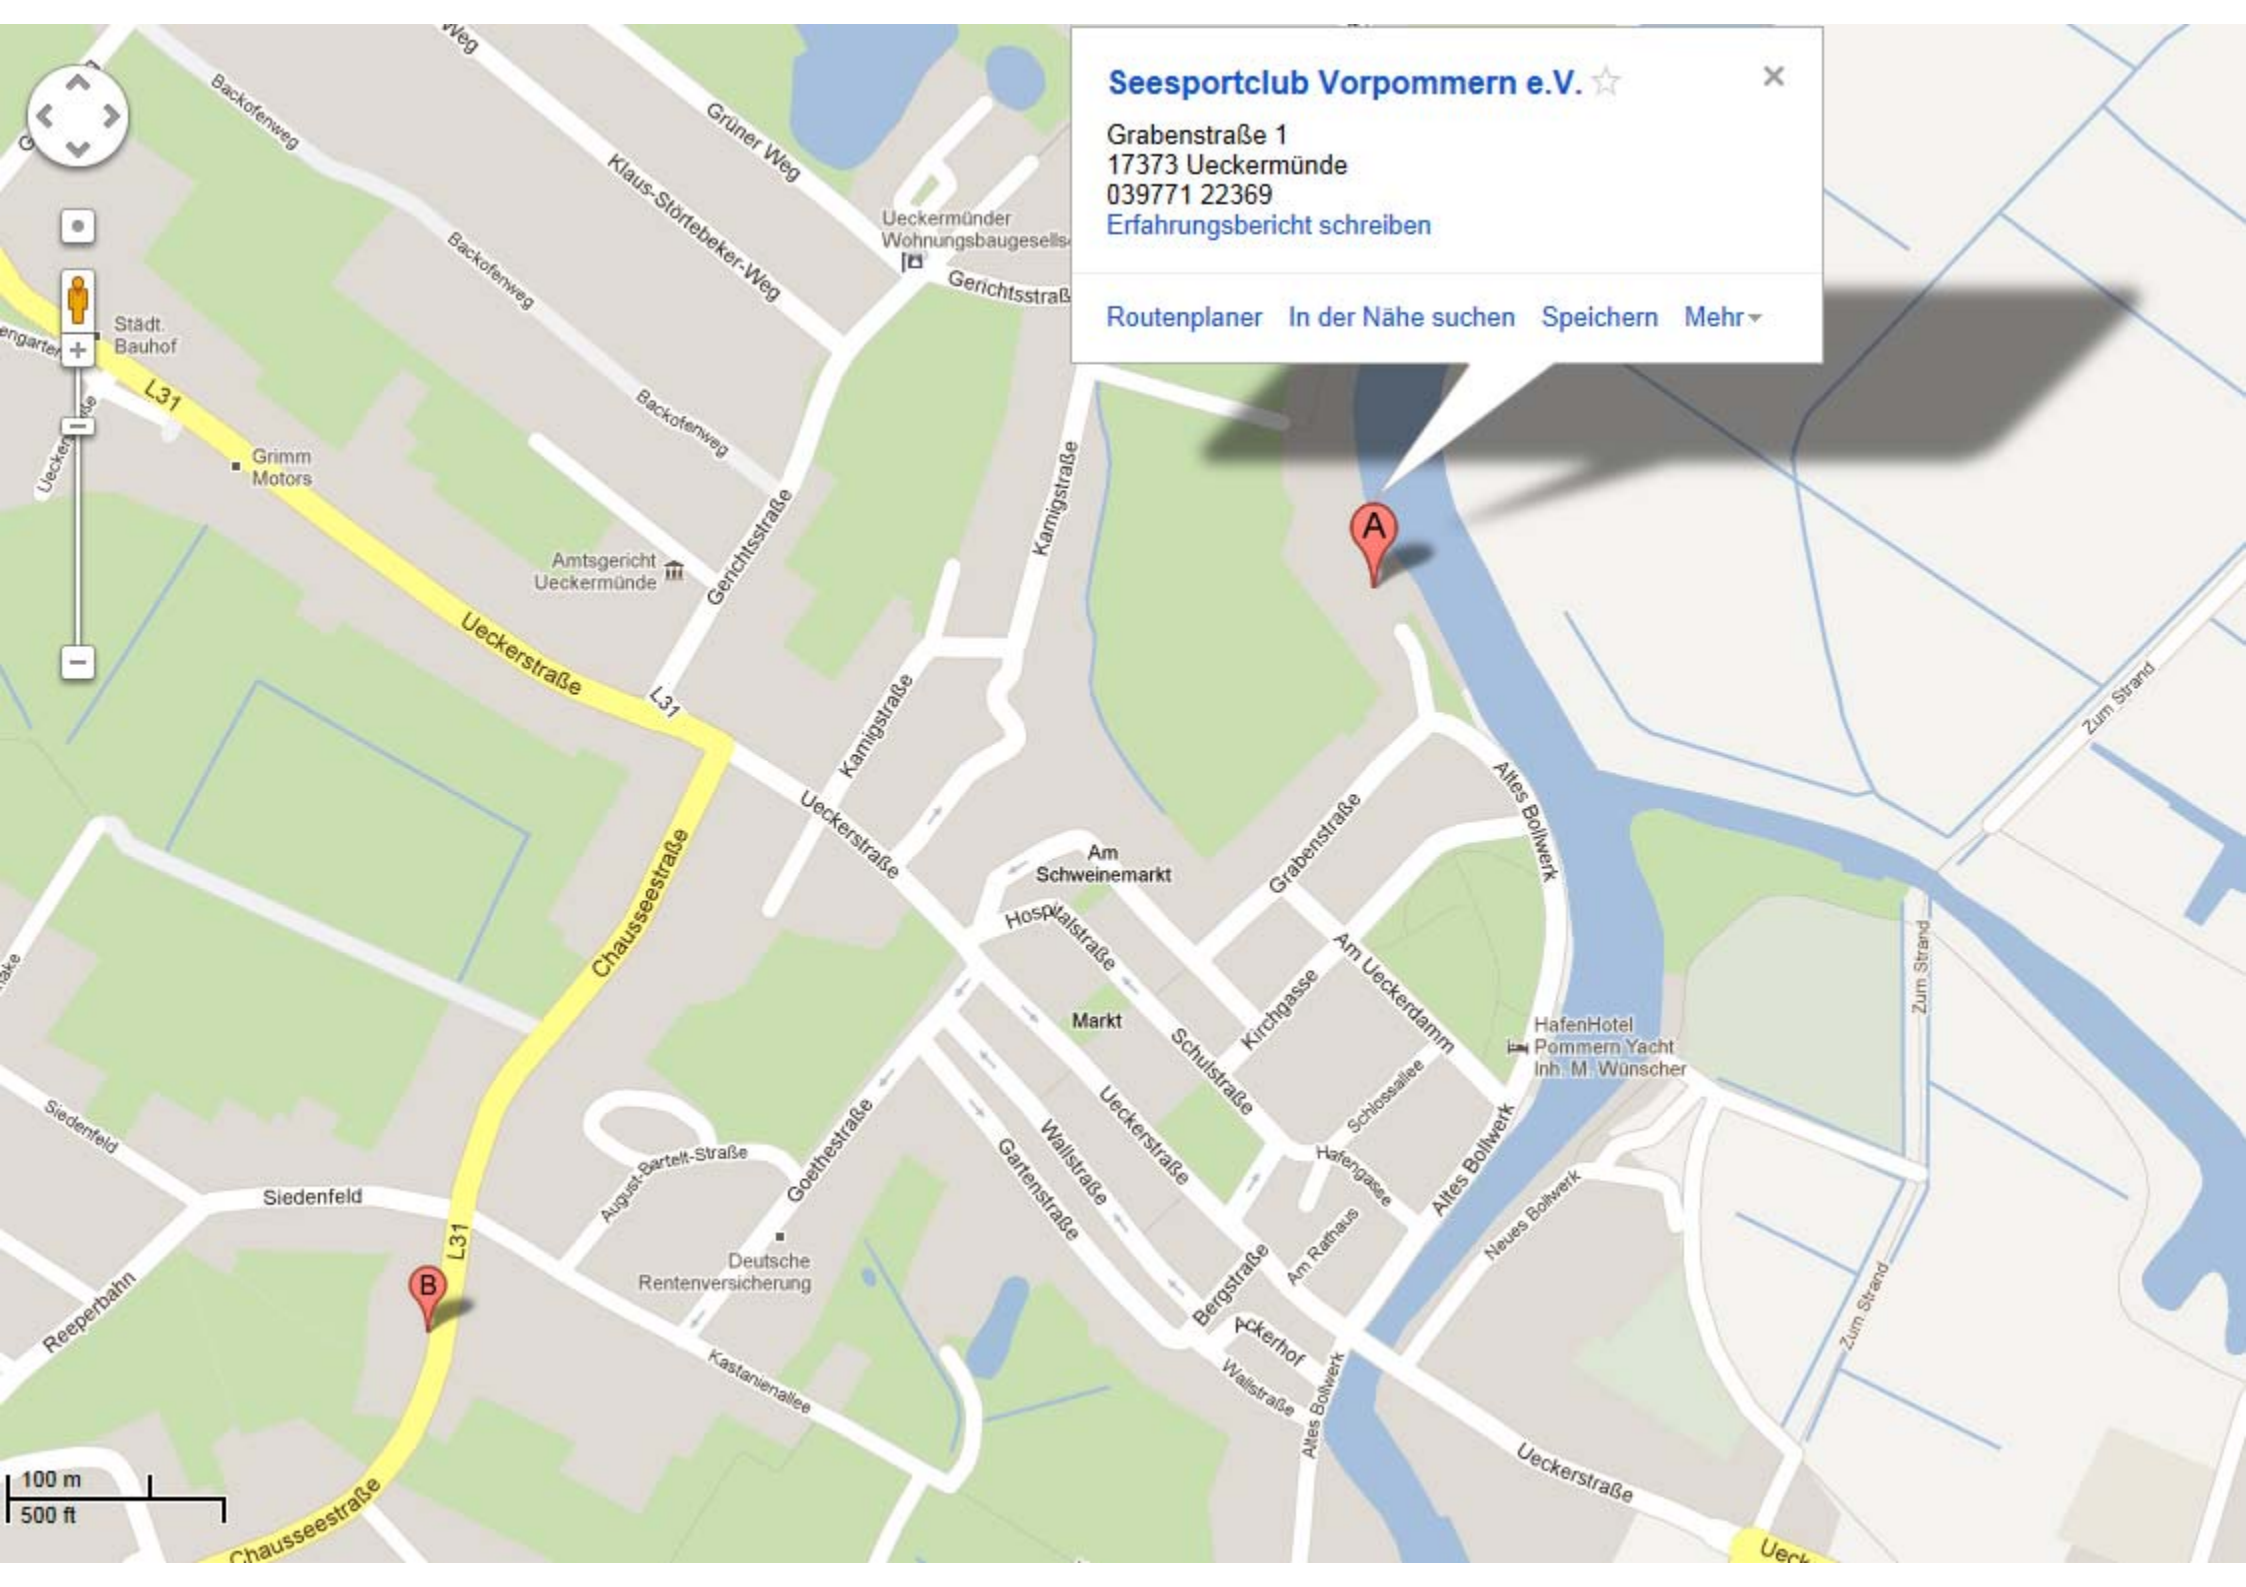 Weg
Seesportclub Vorpommern e.V.
Grabenstraße 1
17373 Ueckermünde
039771 22369
Erfahrungsbericht schreiben
Routenplaner In der Nähe suchen Speichern Mehr
Backofenweg
Grüner Weg
Klaus-Störtebeker-Weg
Ueckermünder
Wohnungsbaugesells
Backofenweg
Gerichtsstraß
Städt.
Bauhof
L31
Backofenweg
Grimm
Motors
Kamigstraße
Gerichtsstraße
A
Amtsgericht
Ueckermünde
Ueckerstraße
L31
Kamigstraße
Zum Strand
Ueckerstraße
Altes Bollwerk
Grabenstraße
Chausseestraße
Am
Schweinemarkt
Hospitalstraße
Am Ueckerdamm
Zum Strand
Kirchgasse
Markt
HafenHotel
Pommern Yacht
Inh. M. Wünscher
Schulstraße
Schlossallee
Siedenfeld
Ueckerstraße
Wallstraße
Gartenstraße
Goethestraße
August-Bartelt-Straße
Hafengasse
Altes Bollwerk
Neues Bollwerk
Siedenfeld
L31
Am Rathaus
Deutsche
Rentenversicherung
B
Bergstraße
Reeperbahn
Ackerhof
Zum Strand
Kastanienallee
Wallstraße
Altes Bollwerk
Ueckerstraße
100 m
500 ft
Chausseestraße
Ueck